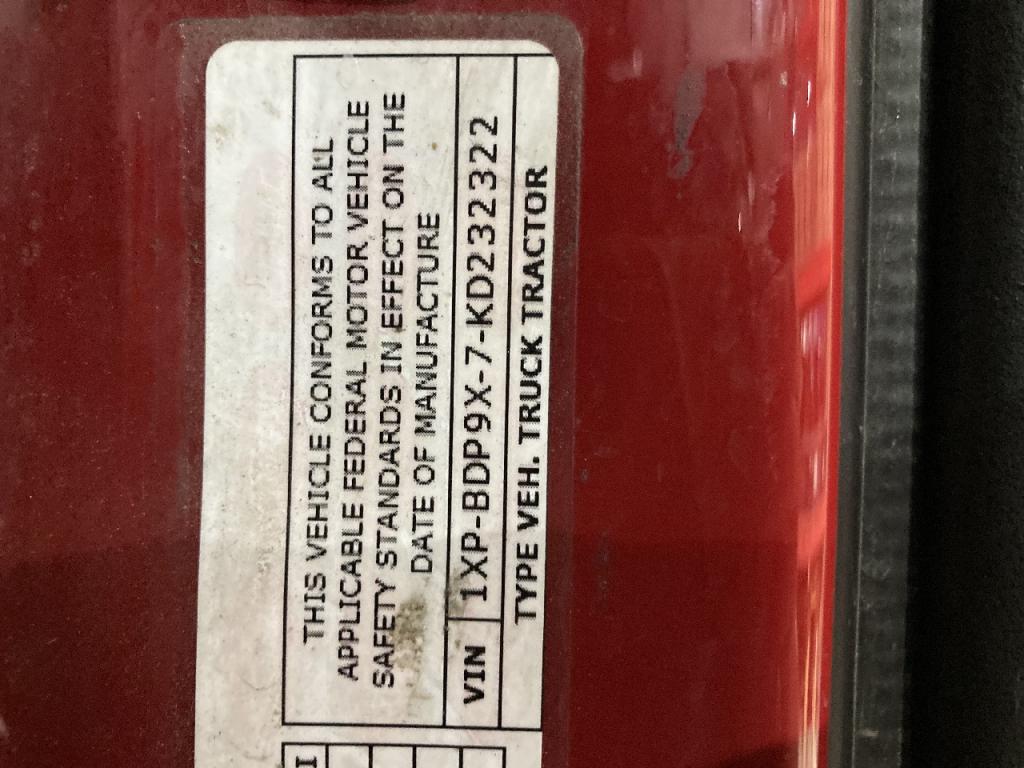 THIS VEHICLE CONFORMS TO ALL
APPLICABLE FEDERAL MOTOR VEHICLE
SAFETY STANDARDS IN EFFECT ON THE
DATE OF MANUFACTURE
VIN 1XP-BDP9X-7-KD232322
TYPE VEH. TRUCK TRACTOR